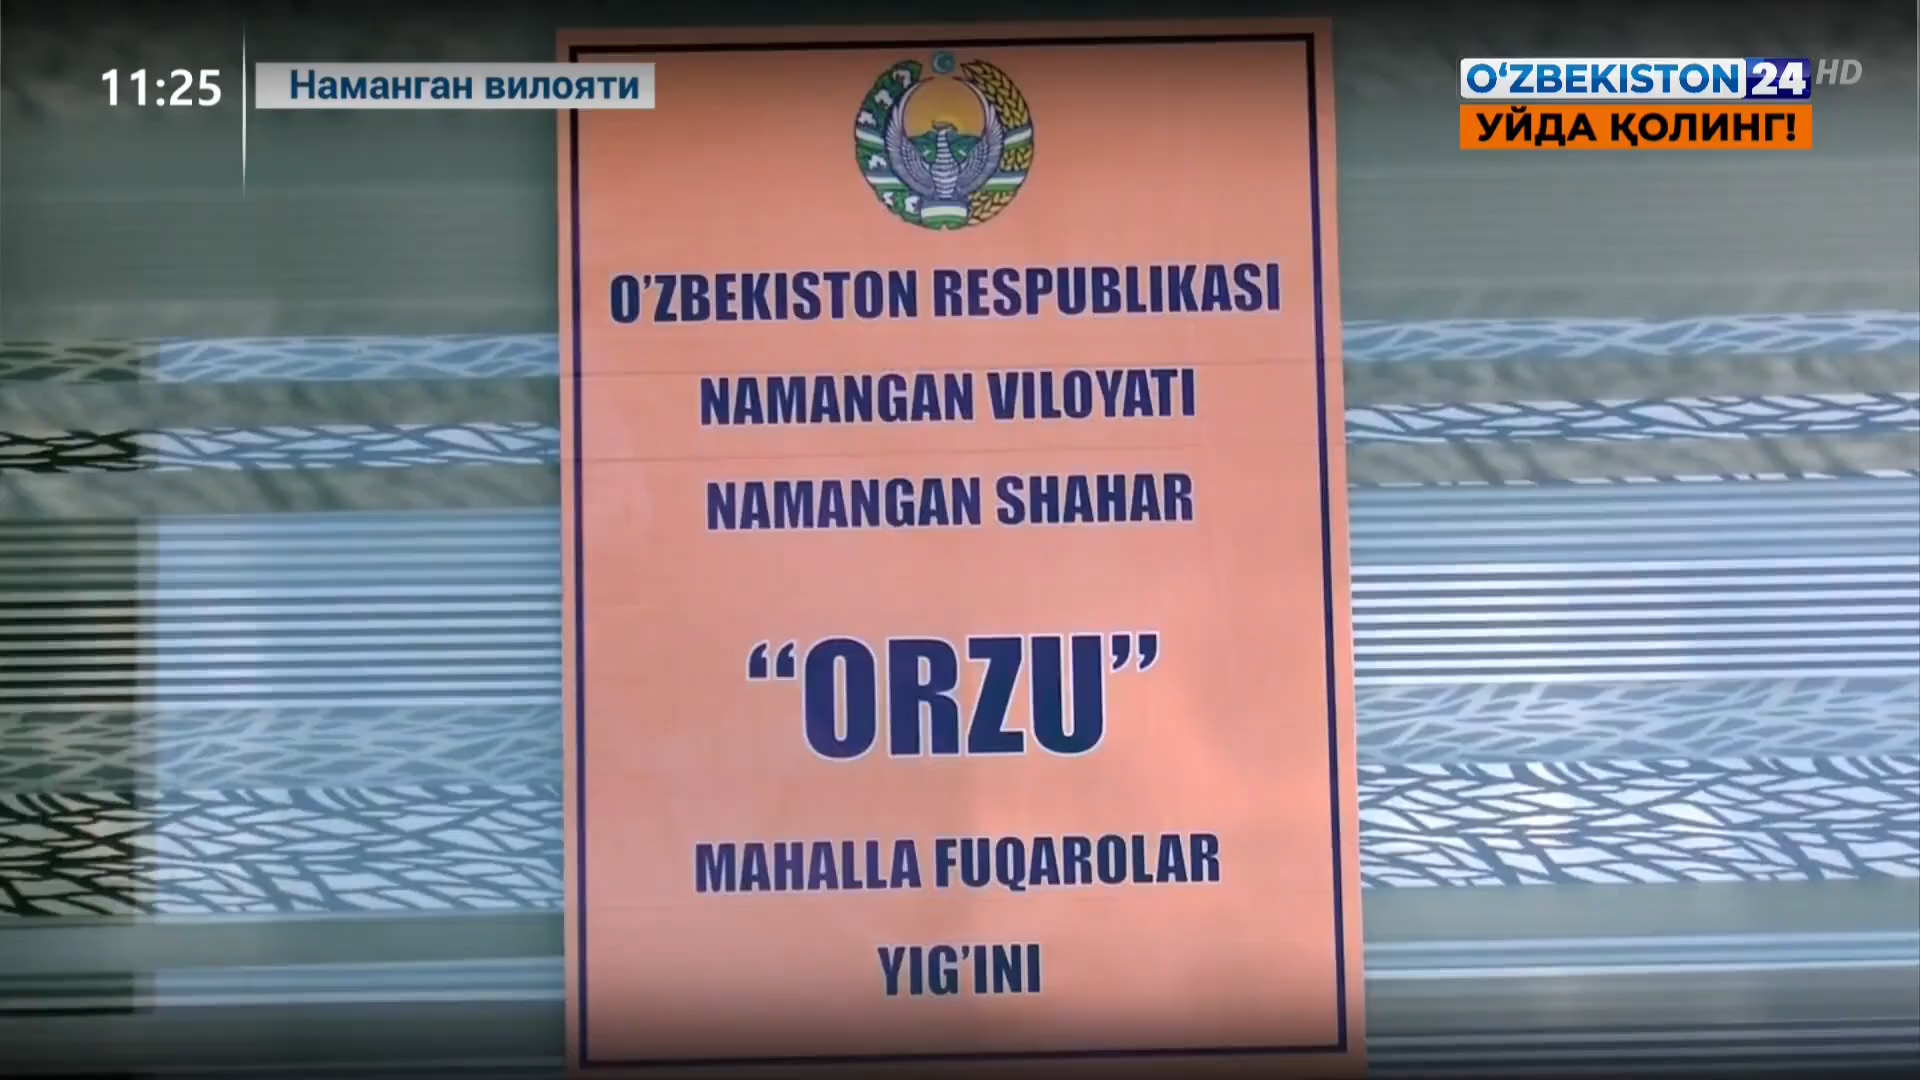 11:25
Наманган вилояти
O‘ZBEKISTON 24 HD
УЙДА ҚОЛИНГ!
O’ZBEKISTON RESPUBLIKASI
NAMANGAN VILOYATI
NAMANGAN SHAHAR
“ORZU”
MAHALLA FUQAROLAR
YIG’INI